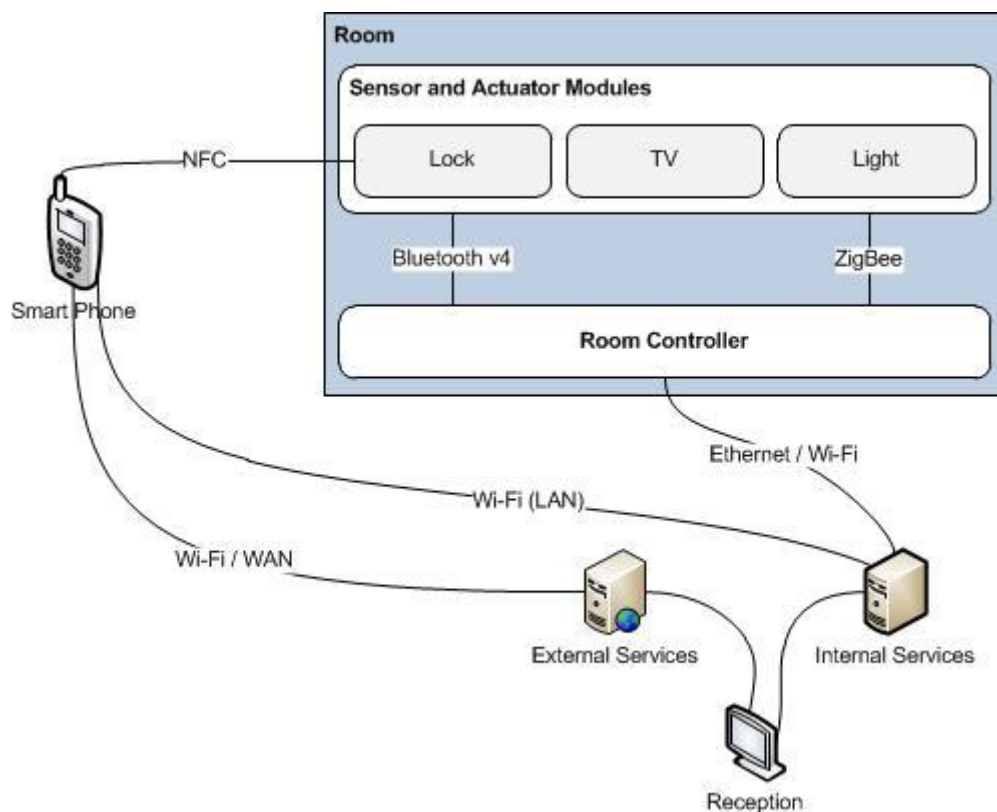 Room
Sensor and Actuator Modules
NFC
Lock
TV
Light
Bluetooth v4
ZigBee
Smart Phone
Room Controller
Ethernet / Wi-Fi
Wi-Fi (LAN)
Wi-Fi / WAN
External Services
Internal Services
Reception